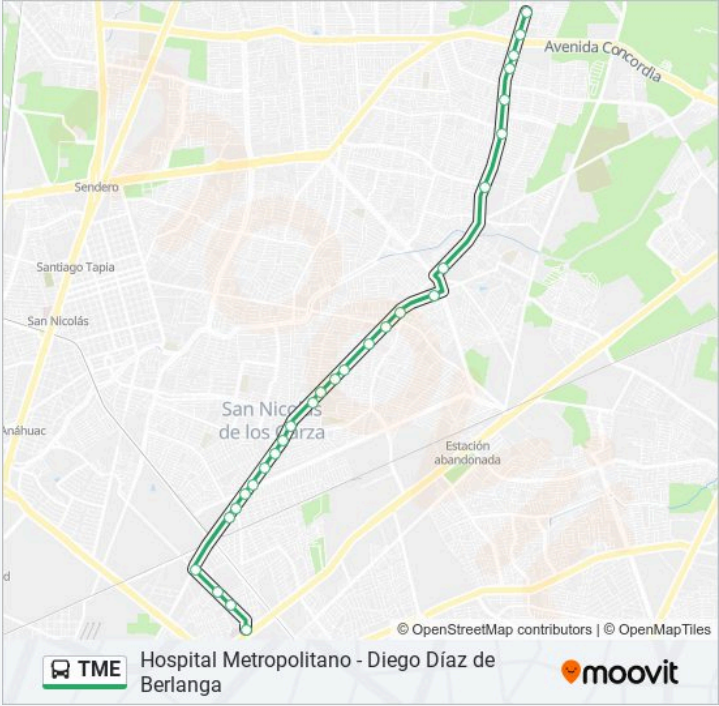 Avenida Concordia
Sendero
Santiago Tapia
San Nicolás
San Nicolás
de los Garza
Anáhuac
Estación
abandonada
d
© OpenStreetMap contributors | © OpenMapTiles
TME
Hospital Metropolitano - Diego Díaz de
Berlanga
moovit